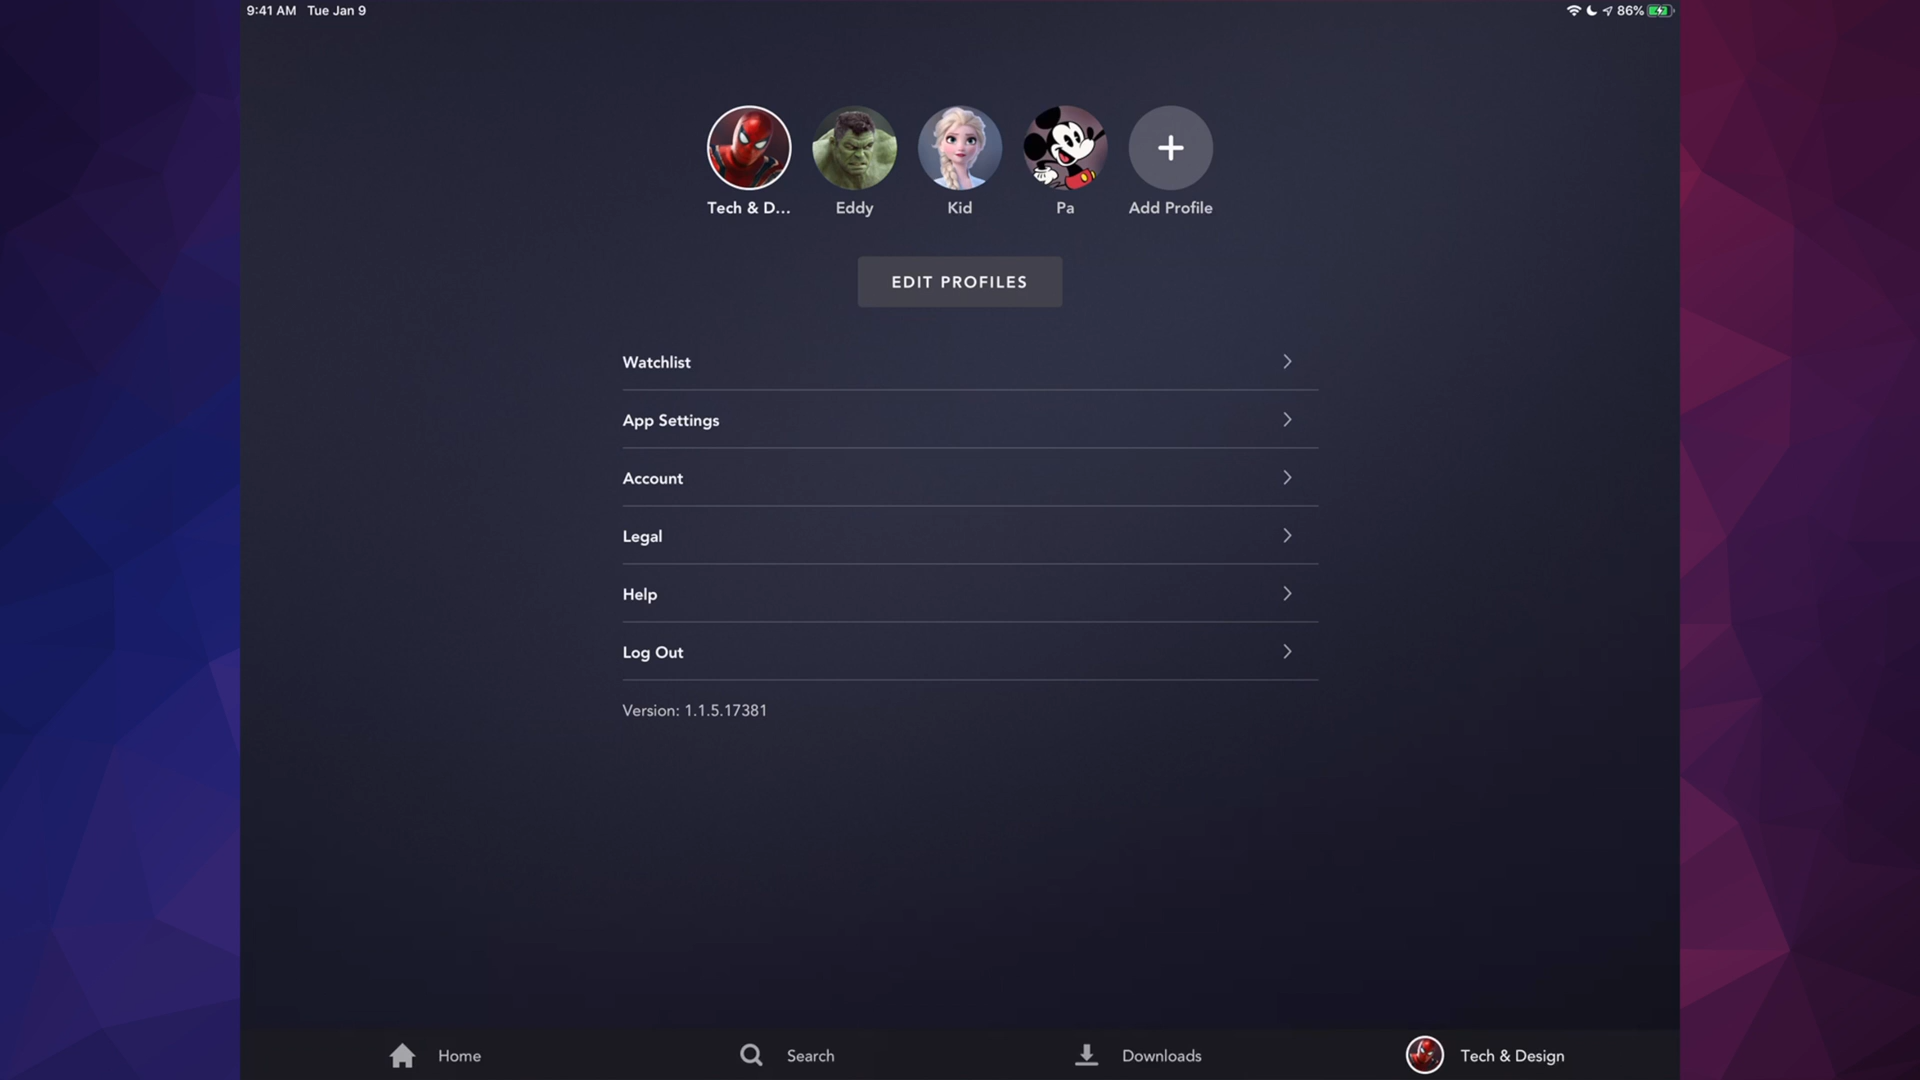 9:41 AM Tue Jan 9
86%
Tech & D...
Eddy
Kid
Pa
Add Profile
EDIT PROFILES
Watchlist
App Settings
Account
Legal
Help
Log Out
Version: 1.1.5.17381
Home
Search
Downloads
Tech & Design